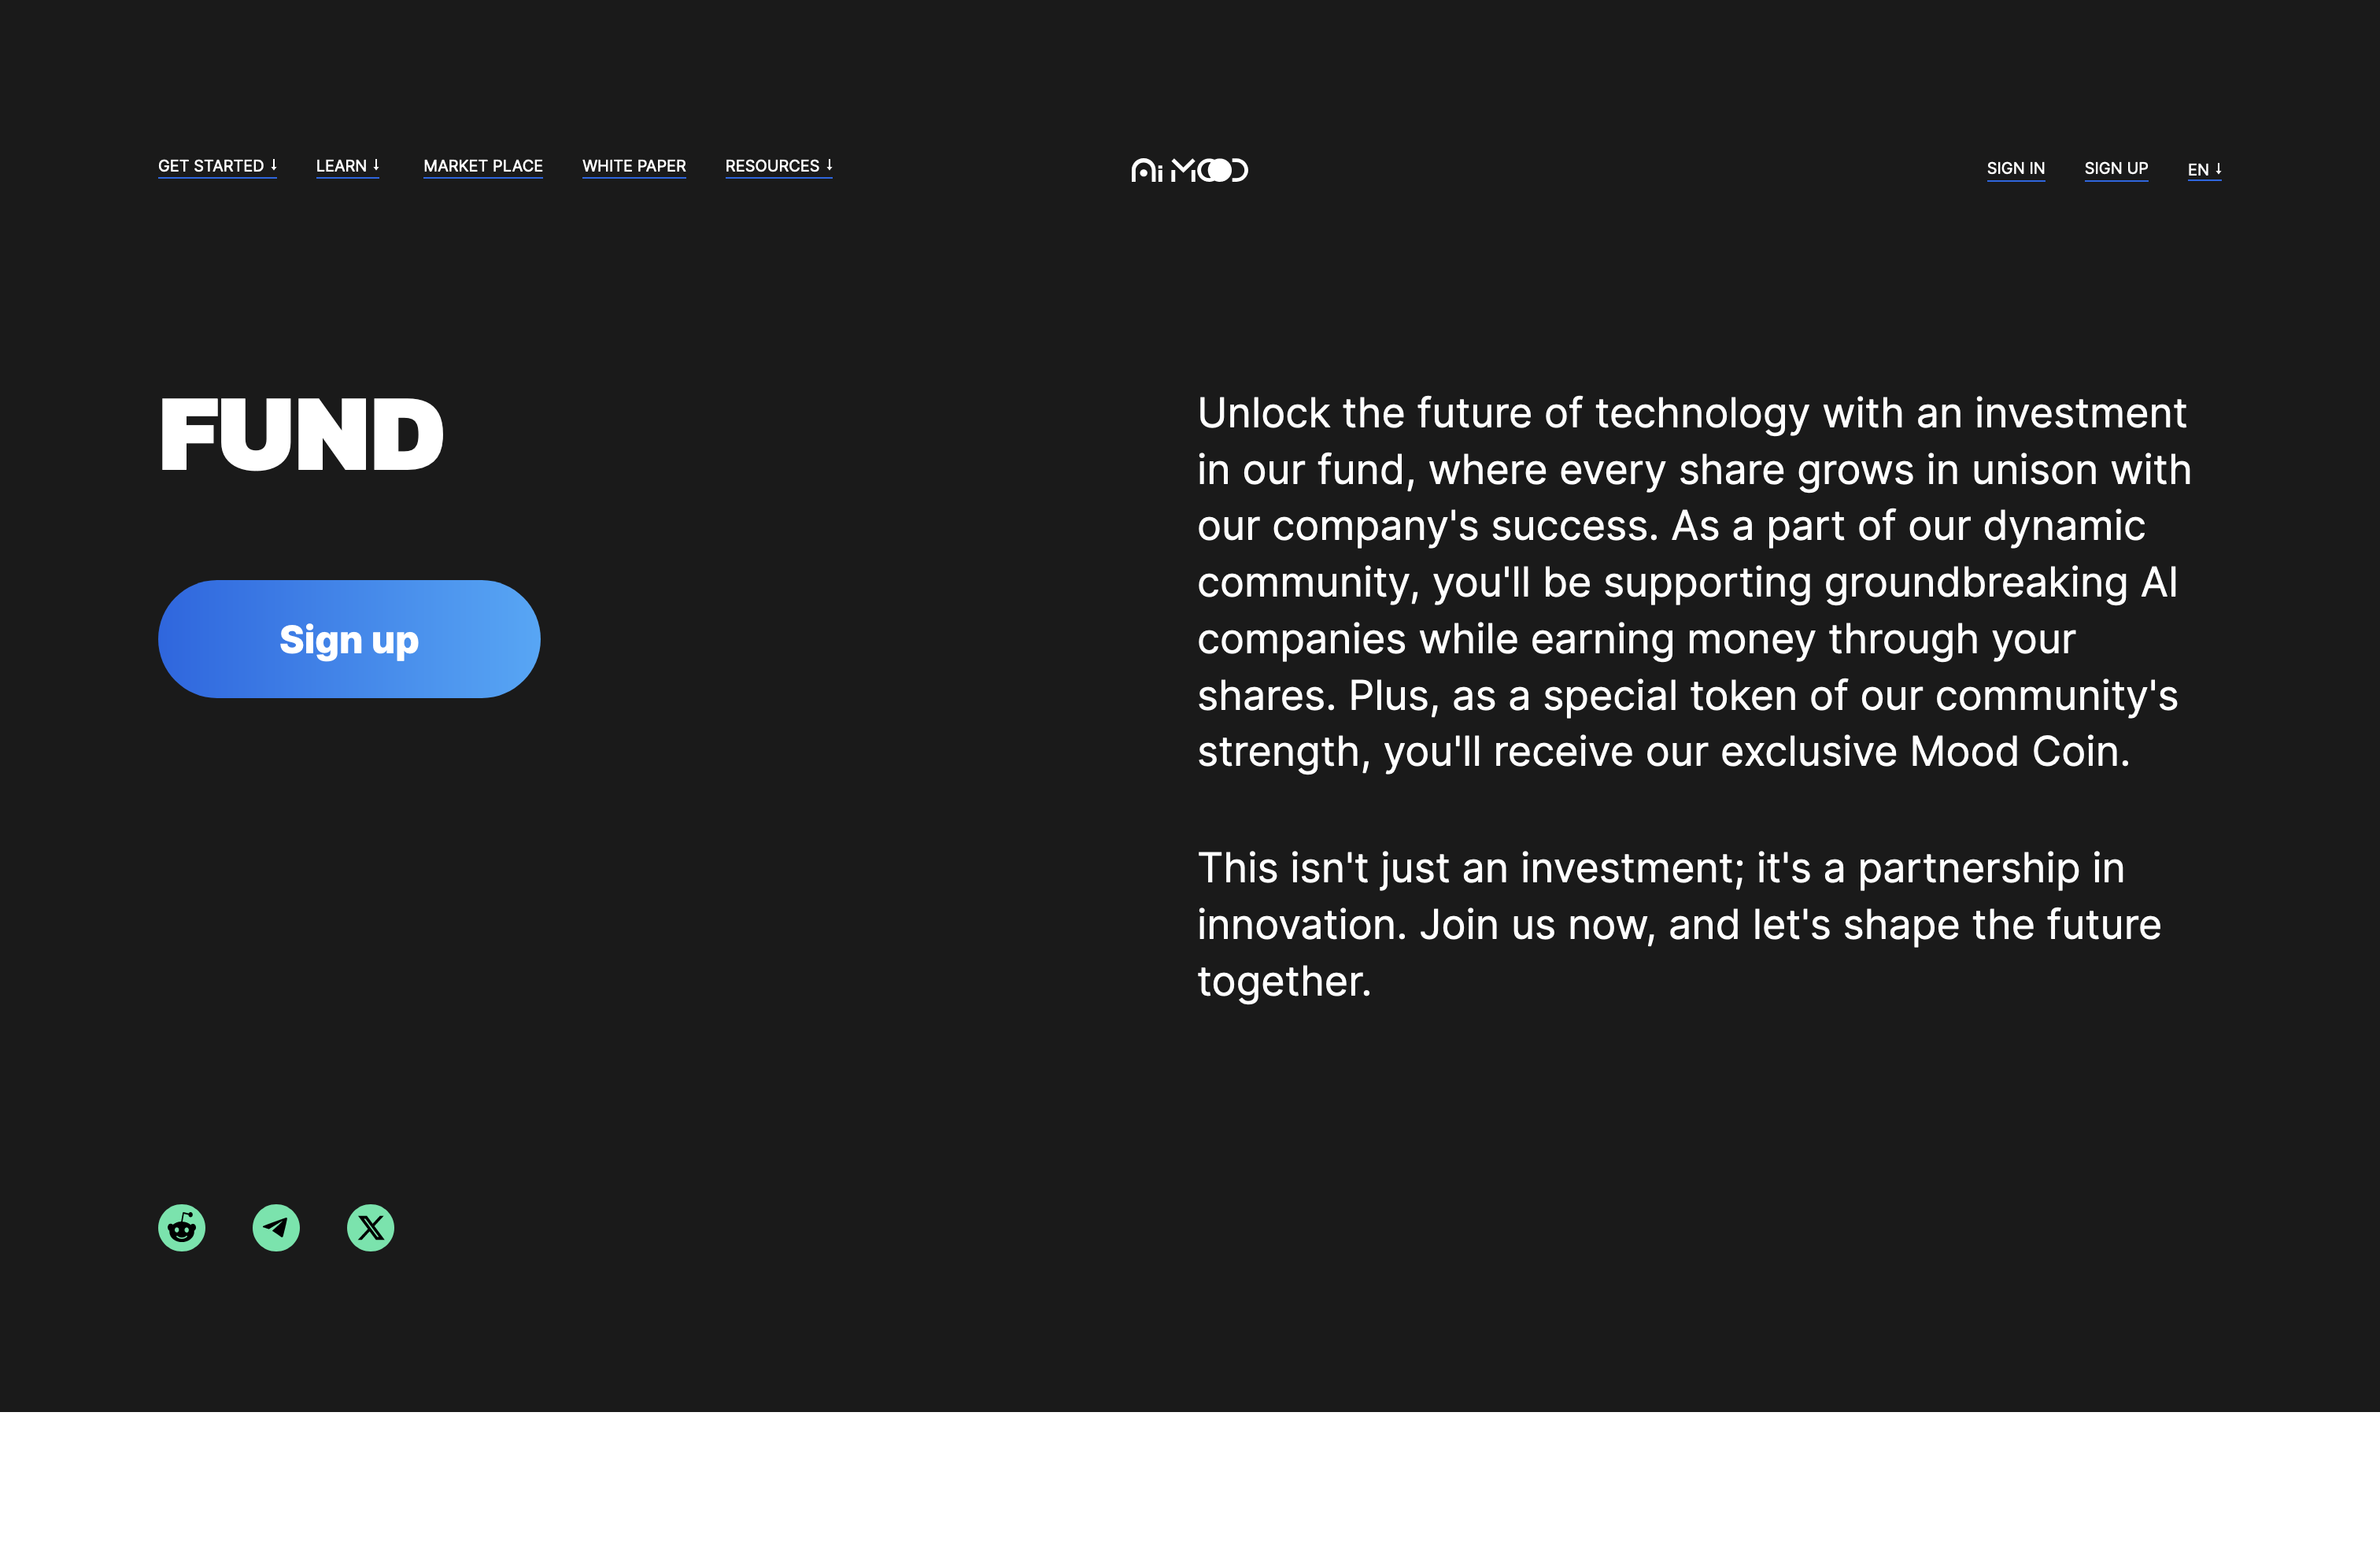 GET STARTED ↓ LEARN ↓ MARKET PLACE WHITE PAPER RESOURCES ↓ Ai MOOD SIGN IN SIGN UP EN ↓
FUND
Sign up
Unlock the future of technology with an investment
in our fund, where every share grows in unison with
our company's success. As a part of our dynamic
community, you'll be supporting groundbreaking AI
companies while earning money through your
shares. Plus, as a special token of our community's
strength, you'll receive our exclusive Mood Coin.
This isn't just an investment; it's a partnership in
innovation. Join us now, and let's shape the future
together.